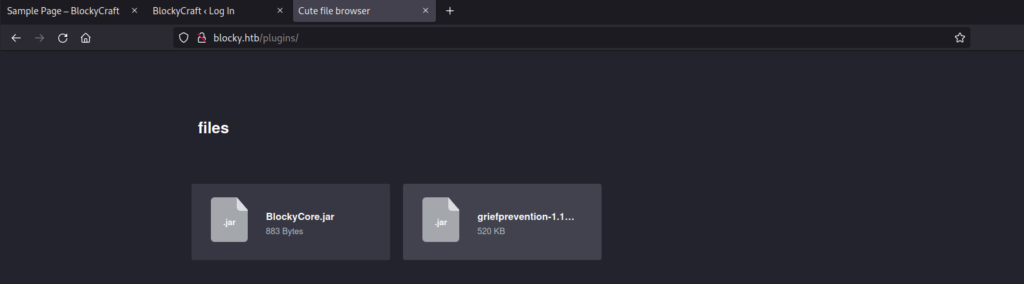 Sample Page – BlockyCraft × BlockyCraft ‹ Log In × Cute file browser × +
blocky.htb/plugins/
files
.jar BlockyCore.jar
883 Bytes
.jar griefprevention-1.1...
520 KB